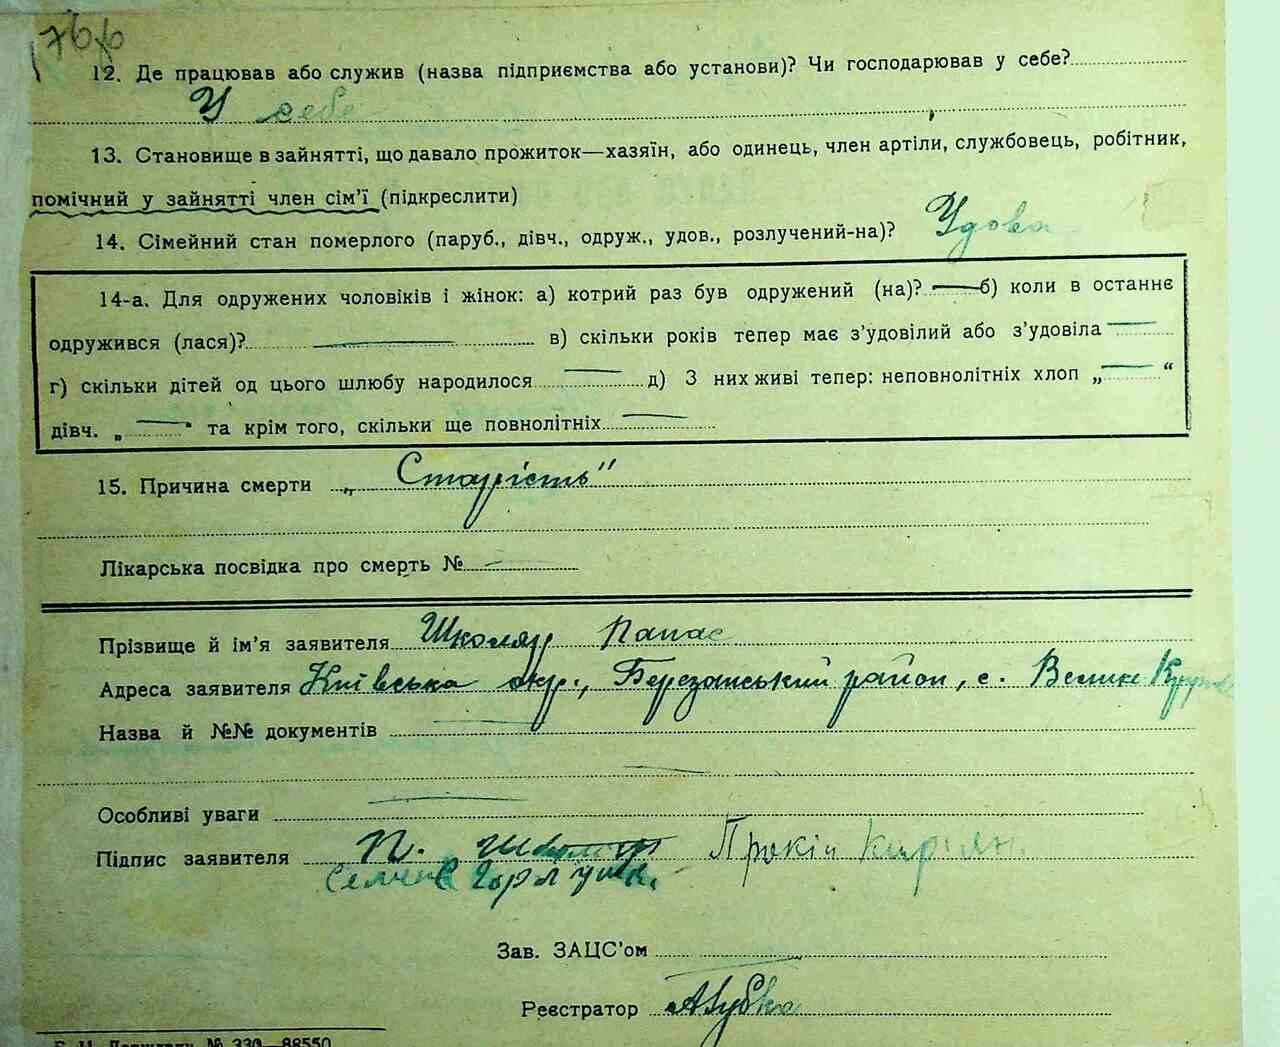 12. Де працював або служив (назва підприємства або установи)? Чи господарював у себе?
У себе
13. Становище в зайнятті, що давало прожиток—хазяїн, або одинець, член артіли, службовець, робітник,
помічний у зайнятті член сім'ї (підкреслити)
14. Сімейний стан померлого (паруб., дівч., одруж., удов., розлучений-на)? Удова
14-а. Для одружених чоловіків і жінок: а) котрий раз був одружений (на)? — б) коли в останнє
одружився (лася)? — в) скільки років тепер має з'удовілий або з'удовіла —
г) скільки дітей од цього шлюбу народилося — д) З них живі тепер: неповнолітніх хлоп „ — “
дівч. „ — “ та крім того, скільки ще повнолітніх —
15. Причина смерти „Старість"
Лікарська посвідка про смерть № —
Прізвище й ім'я заявителя Школяр Панас
Адреса заявителя Київська окр., Березанський район, с. Велик
Назва й №№ документів —
Особливі уваги —
Підпис заявителя П.
Зав. ЗАЦС'ом
Реєстратор
№ 330—88550